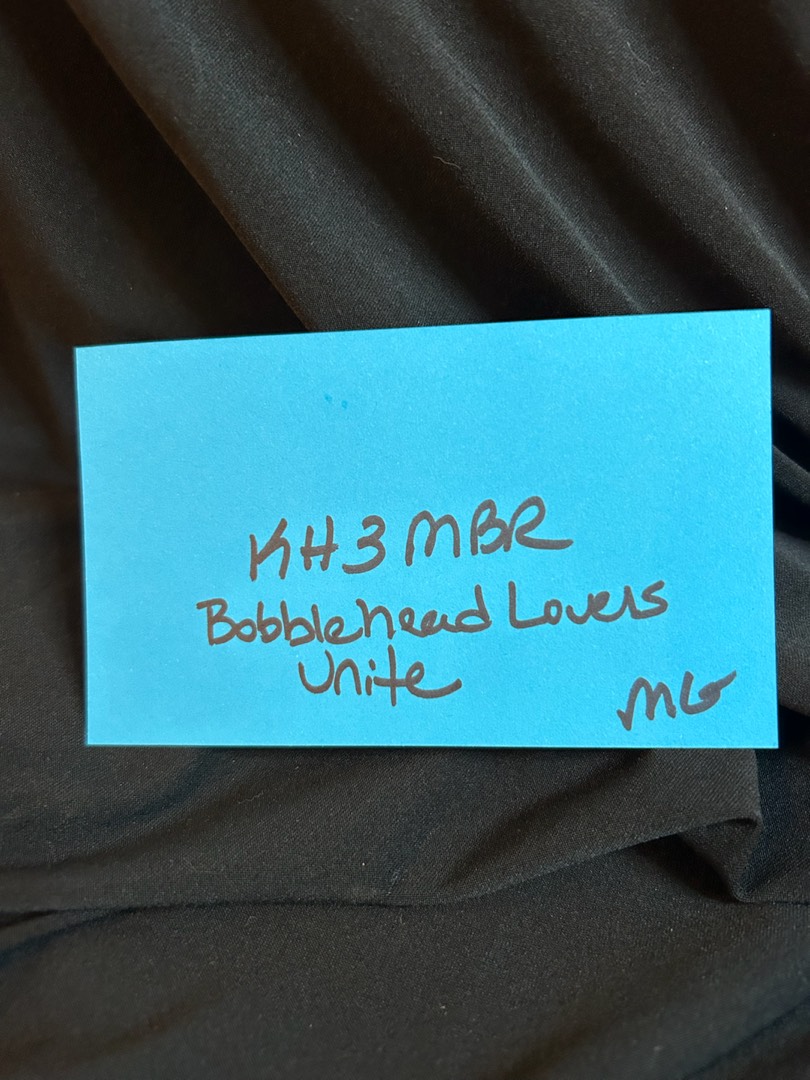 KH3MBR
Bobblehead Lovers
Unite
MG